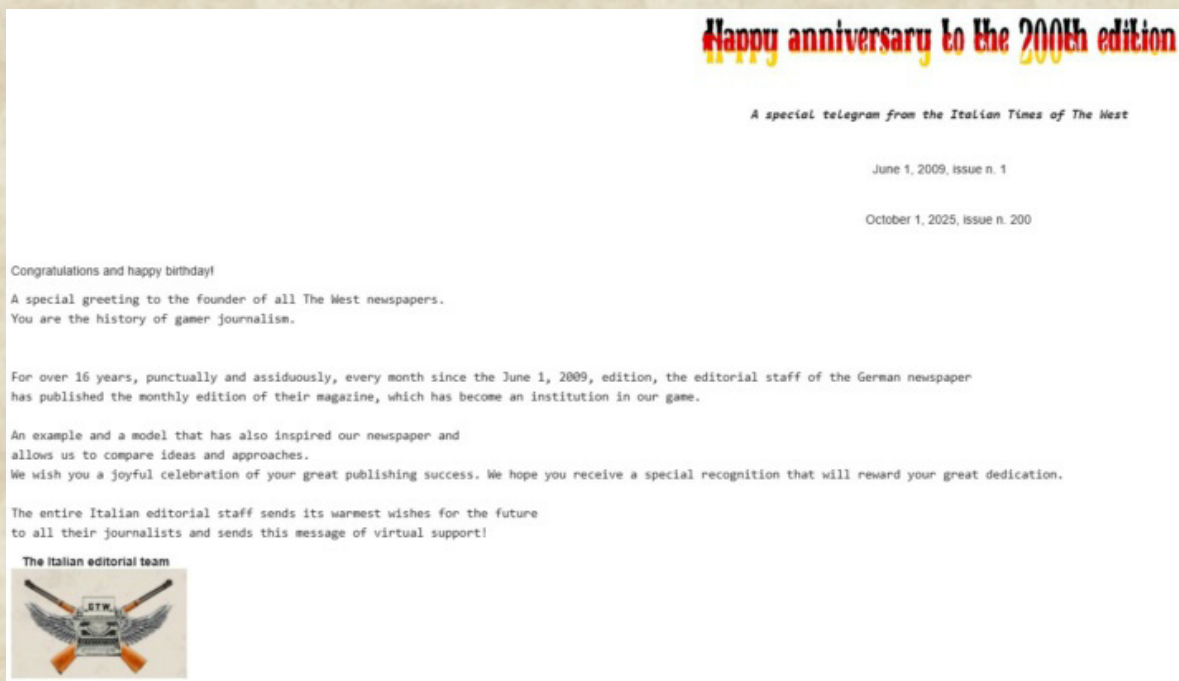 Happy anniversary to the 200th edition
A special telegram from the Italian Times of The West
June 1, 2009, issue n. 1
October 1, 2025, issue n. 200
Congratulations and happy birthday!
A special greeting to the founder of all The West newspapers.
You are the history of gamer journalism.
For over 16 years, punctually and assiduously, every month since the June 1, 2009, edition, the editorial staff of the German newspaper
has published the monthly edition of their magazine, which has become an institution in our game.
An example and a model that has also inspired our newspaper and
allows us to compare ideas and approaches.
We wish you a joyful celebration of your great publishing success. We hope you receive a special recognition that will reward your great dedication.
The entire Italian editorial staff sends its warmest wishes for the future
to all their journalists and sends this message of virtual support!
The Italian editorial team
GTW